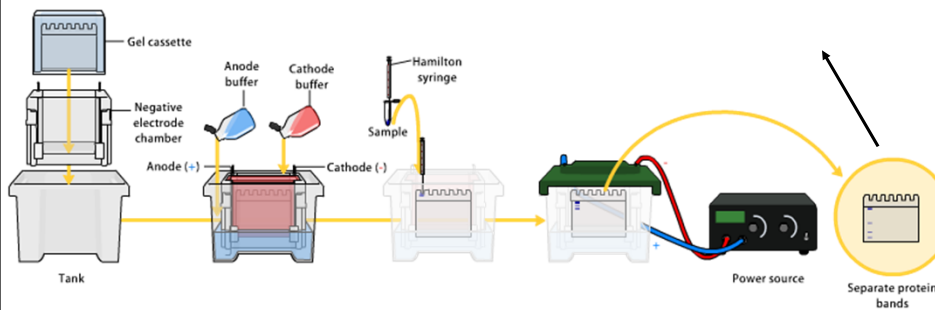 Gel cassette
Negative
electrode
chamber
Tank
Anode
buffer
Cathode
buffer
Anode (+)
Cathode (-)
Hamilton
syringe
Sample
-
+
Power source
Separate protein
bands